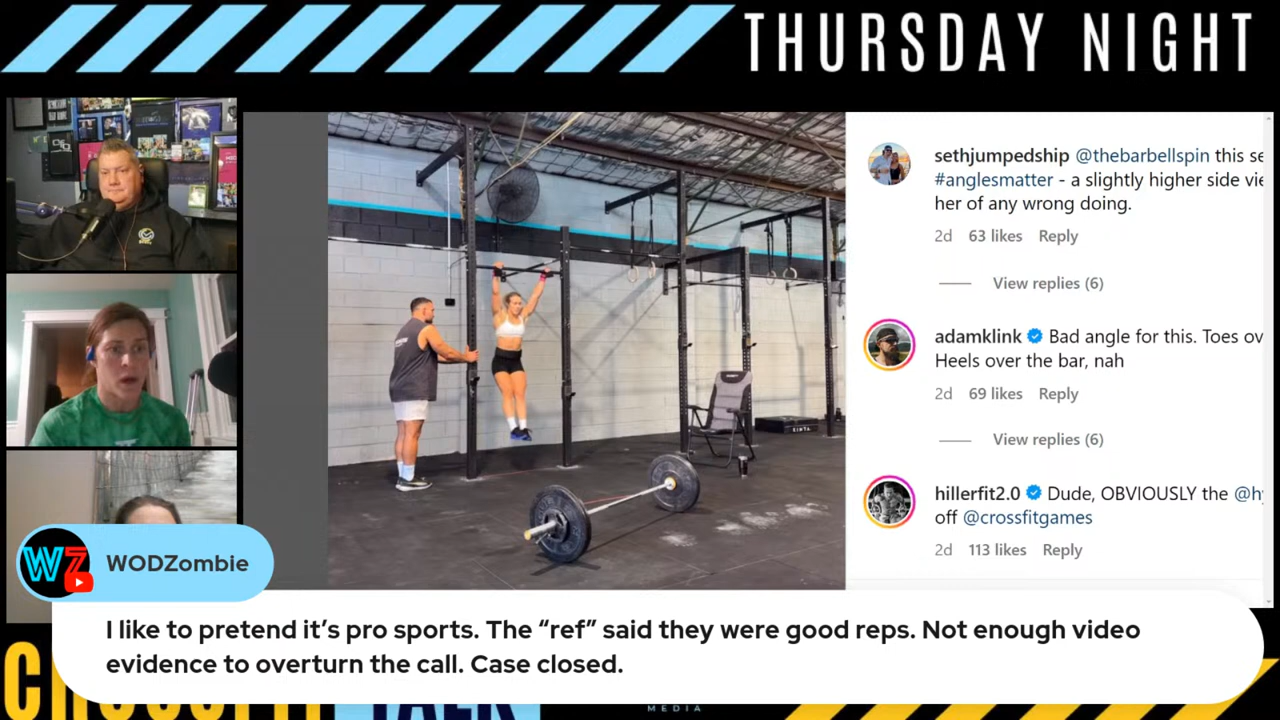 THURSDAY NIGHT
sethjumpedship @thebarbellspin this se
#anglesmatter - a slightly higher side vie
her of any wrong doing.
2d 63 likes Reply
View replies (6)
adamklink Bad angle for this. Toes ov
Heels over the bar, nah
2d 69 likes Reply
View replies (6)
hillerfit2.0 Dude, OBVIOUSLY the @hy
off @crossfitgames
2d 113 likes Reply
WZ WODZombie
I like to pretend it’s pro sports. The “ref” said they were good reps. Not enough video
evidence to overturn the call. Case closed.
MEDIA